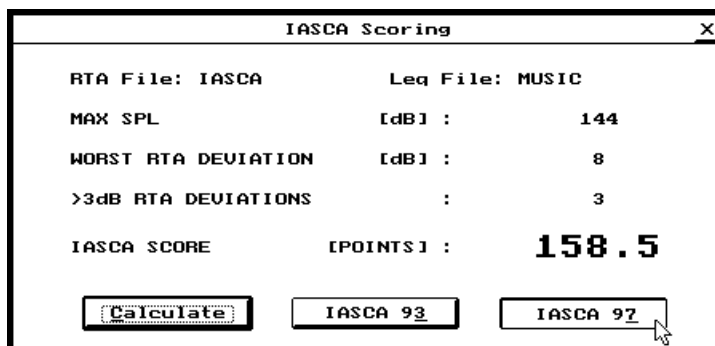 IASCA Scoring X
RTA File: IASCA Leq File: MUSIC
MAX SPL [dB] : 144
WORST RTA DEVIATION [dB] : 8
>3dB RTA DEVIATIONS : 3
IASCA SCORE [POINTS] : 158.5
Calculate IASCA 93 IASCA 97